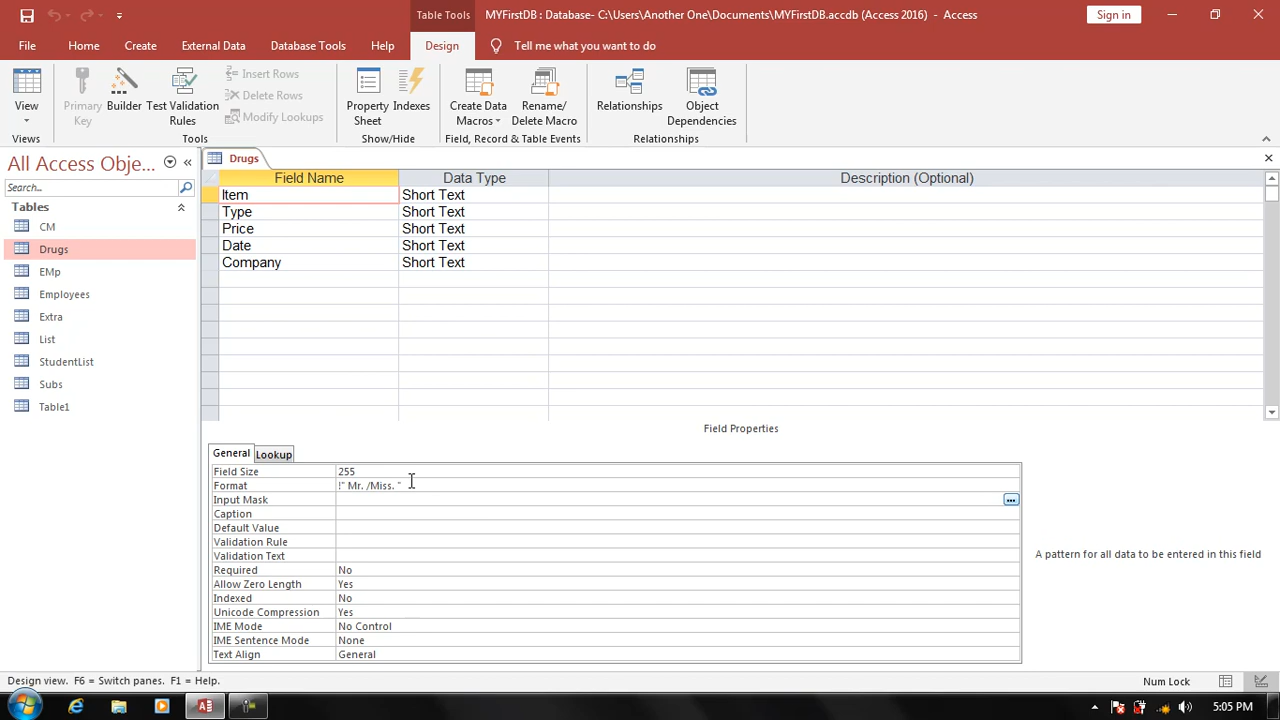 Table Tools
MYFirstDB : Database- C:\Users\Another One\Documents\MYFirstDB.accdb (Access 2016) - Access
Sign in
File Home Create External Data Database Tools Help Design Tell me what you want to do
View
Primary Key
Builder
Test Validation Rules
Insert Rows
Delete Rows
Modify Lookups
Property Sheet
Indexes
Create Data Macros
Rename/ Delete Macro
Relationships
Object Dependencies
Views
Tools
Show/Hide
Field, Record & Table Events
Relationships
All Access Obje...
Search...
Tables
CM
Drugs
EMp
Employees
Extra
List
StudentList
Subs
Table1
Drugs
Field Name Data Type Description (Optional)
Item Short Text
Type Short Text
Price Short Text
Date Short Text
Company Short Text
Field Properties
General Lookup
Field Size 255
Format !" Mr. /Miss. "
Input Mask
Caption
Default Value
Validation Rule
Validation Text
Required No
Allow Zero Length Yes
Indexed No
Unicode Compression Yes
IME Mode No Control
IME Sentence Mode None
Text Align General
A pattern for all data to be entered in this field
Design view. F6 = Switch panes. F1 = Help.
Num Lock
5:05 PM